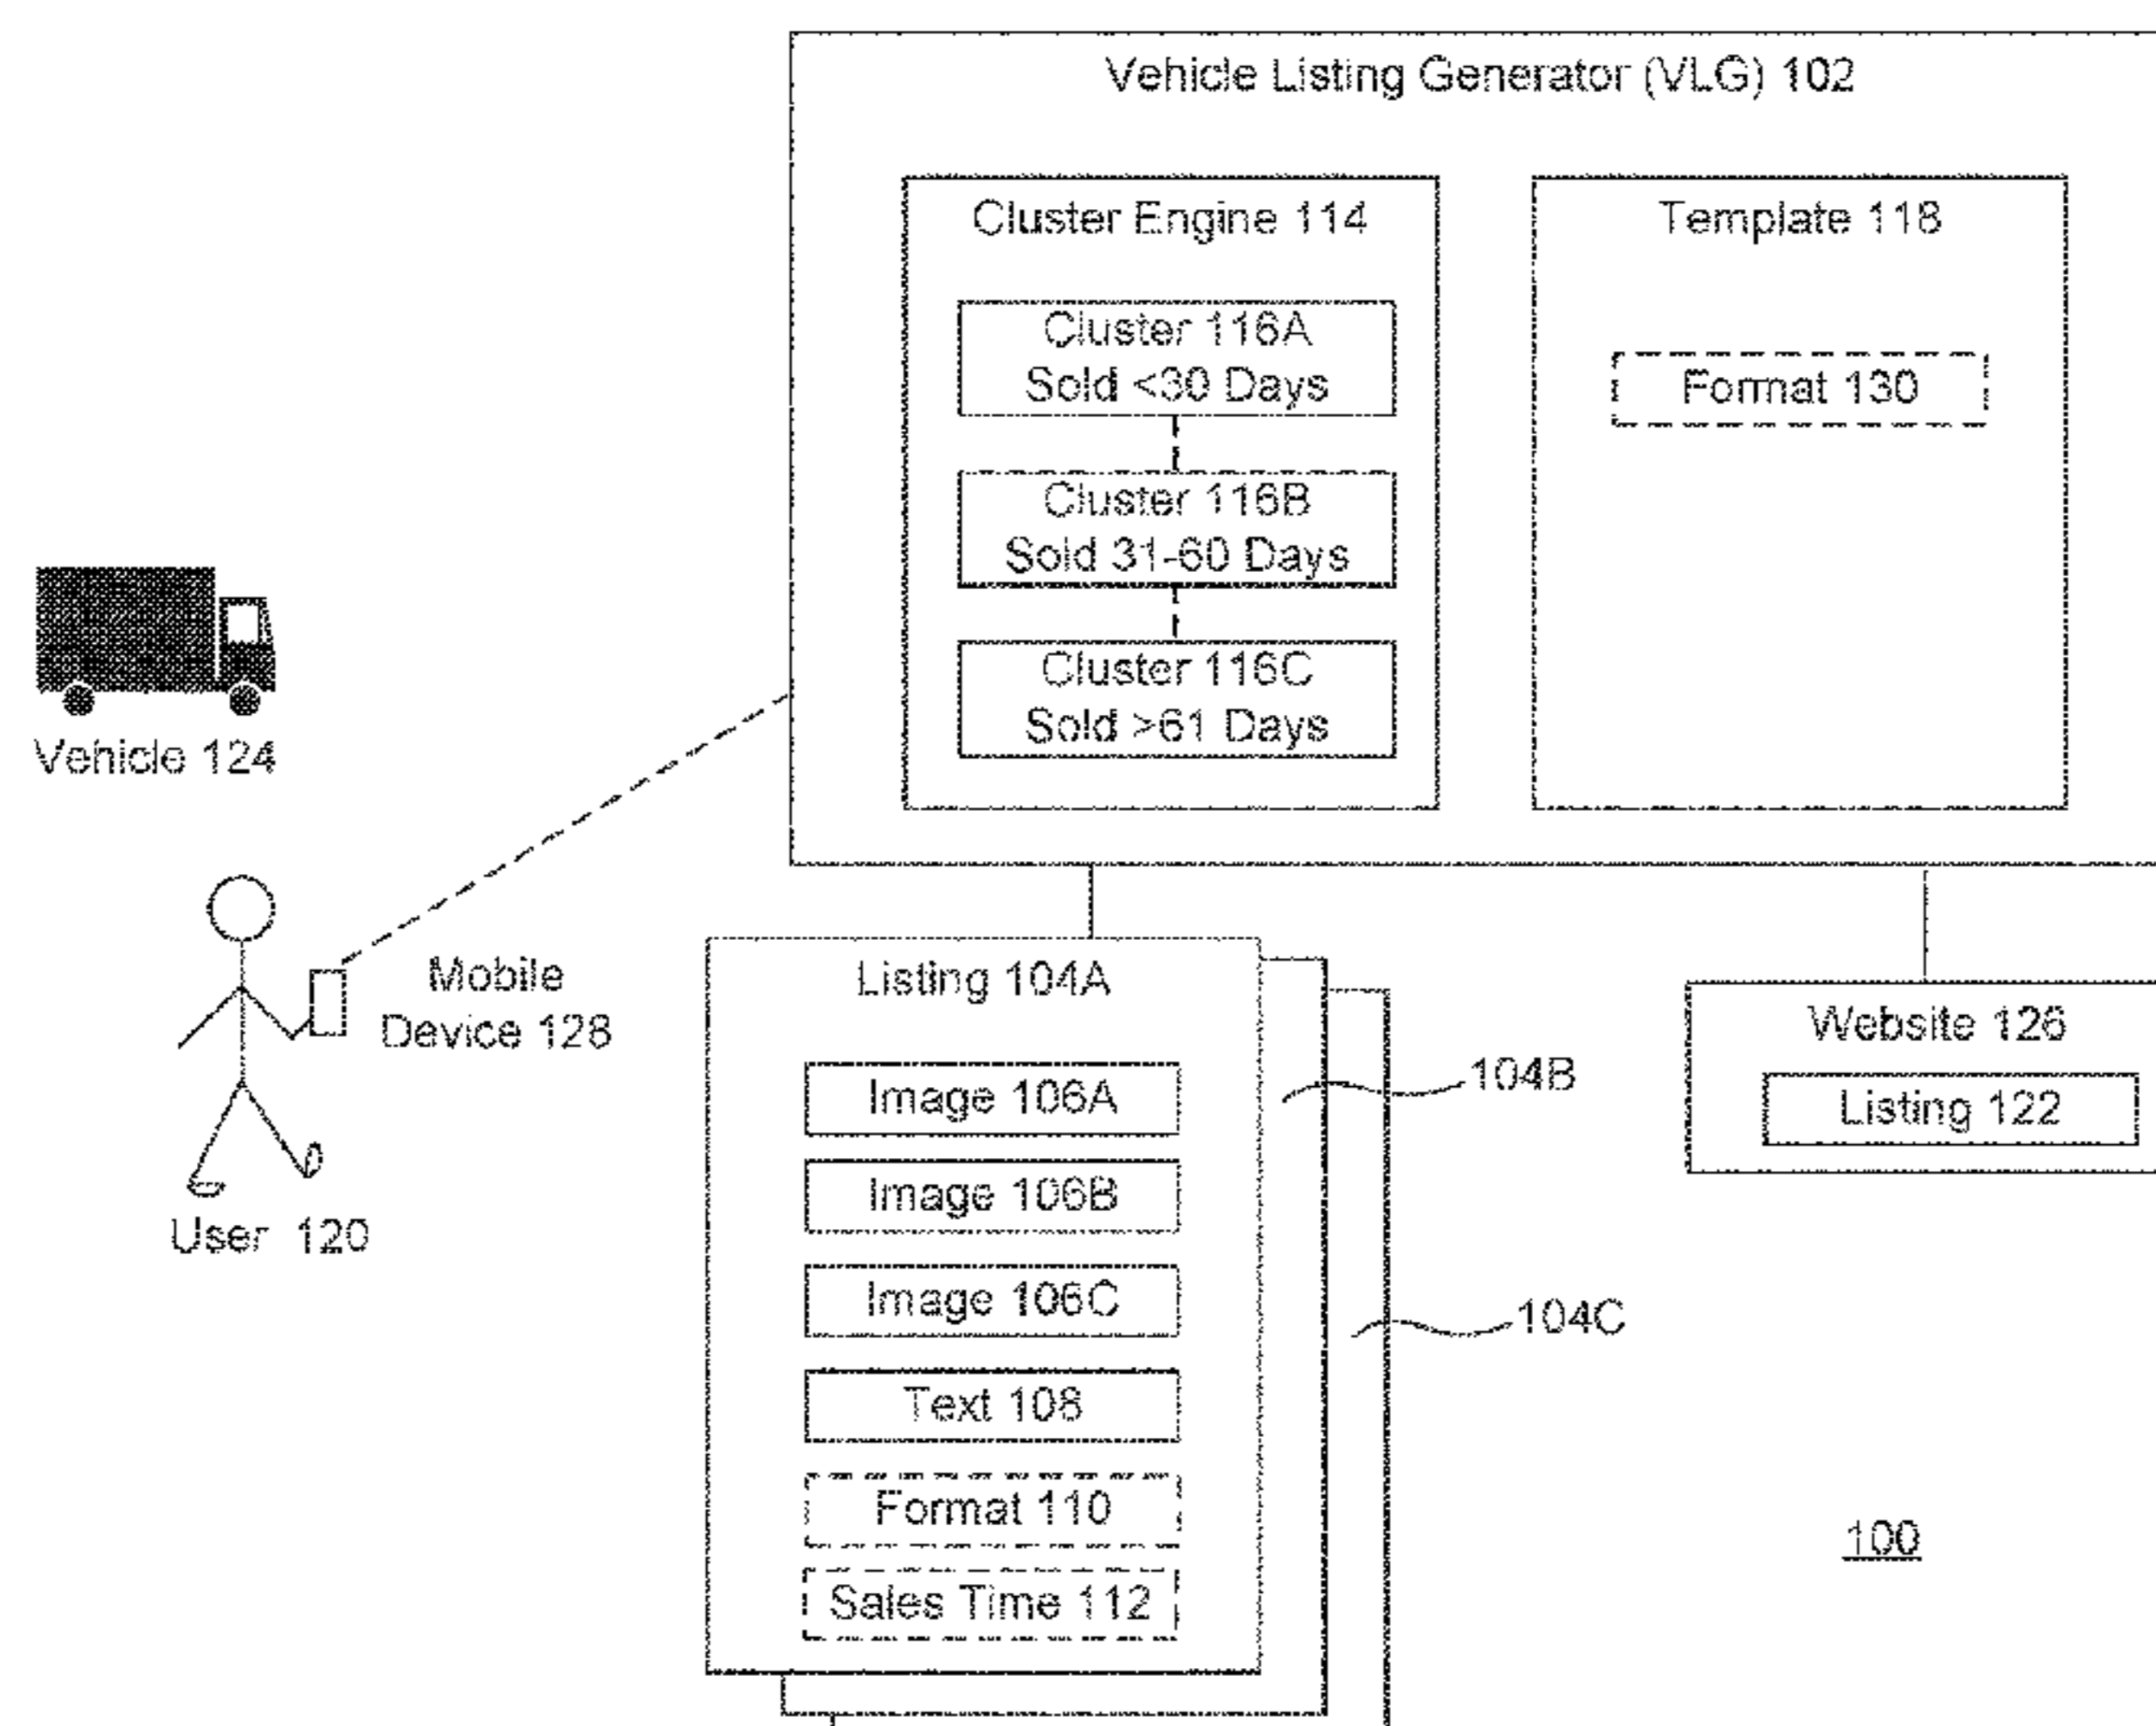 Vehicle Listing Generator (VLG) 102
Cluster Engine 114
Cluster 116A
Sold <30 Days
Cluster 116B
Sold 31-60 Days
Cluster 116C
Sold >61 Days
Template 118
Format 130
Vehicle 124
Mobile
Device 128
User 120
Listing 104A
Image 106A
Image 106B
Image 106C
Text 108
Format 110
Sales Time 112
104B
104C
Website 126
Listing 122
100